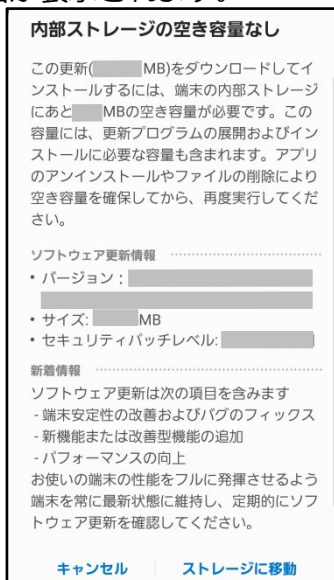 内部ストレージの空き容量なし
この更新( MB)をダウンロードしてイ
ンストールするには、端末の内部ストレージ
にあと MBの空き容量が必要です。この
容量には、更新プログラムの展開およびイン
ストールに必要な容量も含まれます。アプリ
のアンインストールやファイルの削除により
空き容量を確保してから、再度実行してくだ
さい。
ソフトウェア更新情報
・バージョン :
・サイズ: MB
・セキュリティパッチレベル:
新着情報
ソフトウェア更新は次の項目を含みます
- 端末安定性の改善およびバグのフィックス
- 新機能または改善型機能の追加
- パフォーマンスの向上
お使いの端末の性能をフルに発揮させるよう
端末を常に最新状態に維持し、定期的にソフ
トウェア更新を確認してください。
キャンセル ストレージに移動